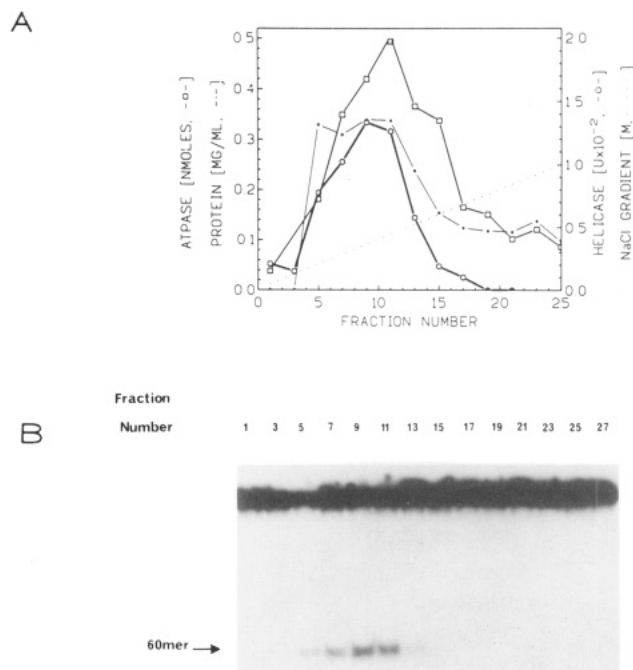 A
ATPASE [NMOLES, -□-]
PROTEIN [MG/ML, -·-]
0.5
0.4
0.3
0.2
0.1
0.0
2.0
1.5
1.0
0.5
0.0
HELICASE [U×10⁻², -o-]
NaCl GRADIENT [M, ....]
0 5 10 15 20 25
FRACTION NUMBER
Fraction
B
Number 1 3 5 7 9 11 13 15 17 19 21 23 25 27
60mer →